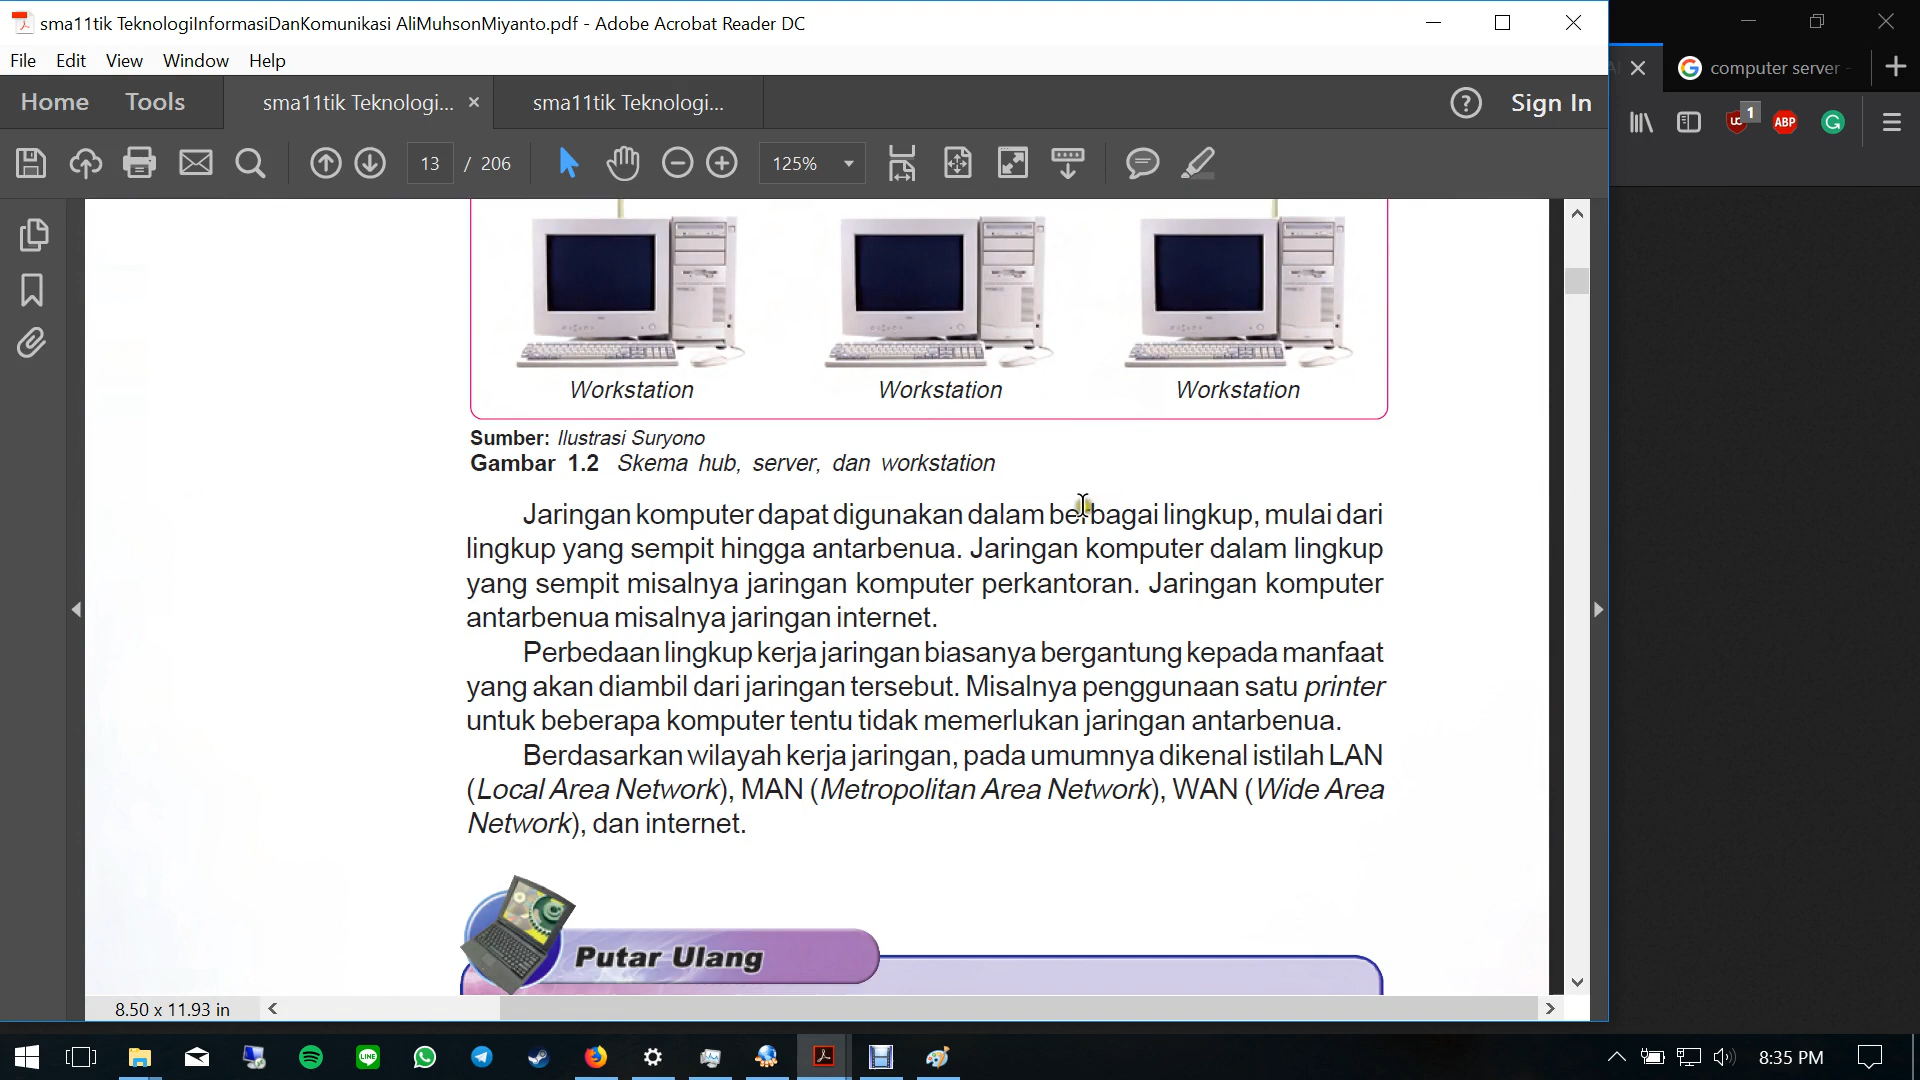 sma11tik TeknologiInformasiDanKomunikasi AliMuhsonMiyanto.pdf - Adobe Acrobat Reader DC
File Edit View Window Help
computer server -
Home Tools sma11tik Teknologi... × sma11tik Teknologi... Sign In
1
ABP
13 / 206 125%
Workstation Workstation Workstation
Sumber: Ilustrasi Suryono
Gambar 1.2 Skema hub, server, dan workstation
Jaringan komputer dapat digunakan dalam berbagai lingkup, mulai dari
lingkup yang sempit hingga antarbenua. Jaringan komputer dalam lingkup
yang sempit misalnya jaringan komputer perkantoran. Jaringan komputer
antarbenua misalnya jaringan internet.
Perbedaan lingkup kerja jaringan biasanya bergantung kepada manfaat
yang akan diambil dari jaringan tersebut. Misalnya penggunaan satu printer
untuk beberapa komputer tentu tidak memerlukan jaringan antarbenua.
Berdasarkan wilayah kerja jaringan, pada umumnya dikenal istilah LAN
(Local Area Network), MAN (Metropolitan Area Network), WAN (Wide Area
Network), dan internet.
Putar Ulang
8.50 x 11.93 in
LINE
8:35 PM